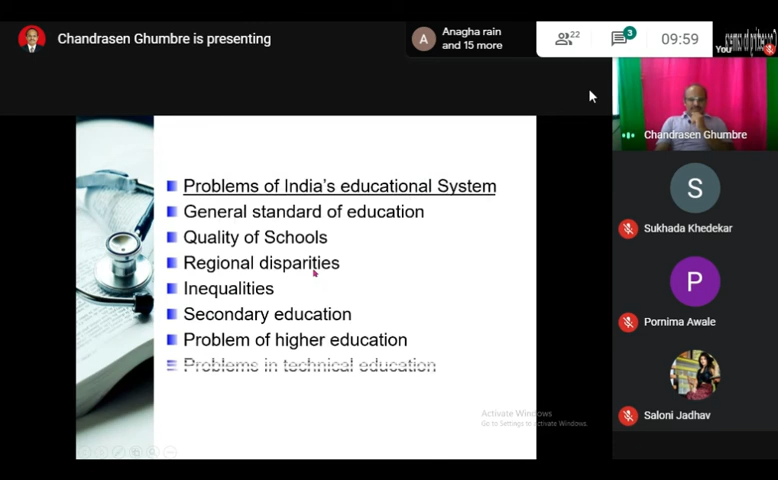 Chandrasen Ghumbre is presenting
A
Anagha rain
and 15 more
22
3
09:59
You
Chandrasen Ghumbre
S
Sukhada Khedekar
P
Pornima Awale
Saloni Jadhav
Problems of India's educational System
General standard of education
Quality of Schools
Regional disparities
Inequalities
Secondary education
Problem of higher education
Problems in technical education
Activate Windows
Go to Settings to activate Windows.